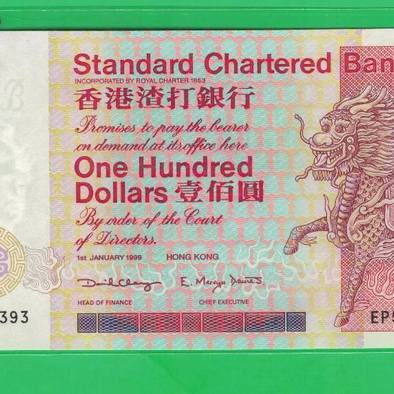 Standard Chartered Ban
INCORPORATED BY ROYAL CHARTER 1853
香港渣打銀行
Promises to pay the bearer
on demand at its office here
One Hundred
Dollars 壹佰圓
By order of the Court
of Directors.
1st JANUARY 1999 HONG KONG
HEAD OF FINANCE CHIEF EXECUTIVE
393 EP5